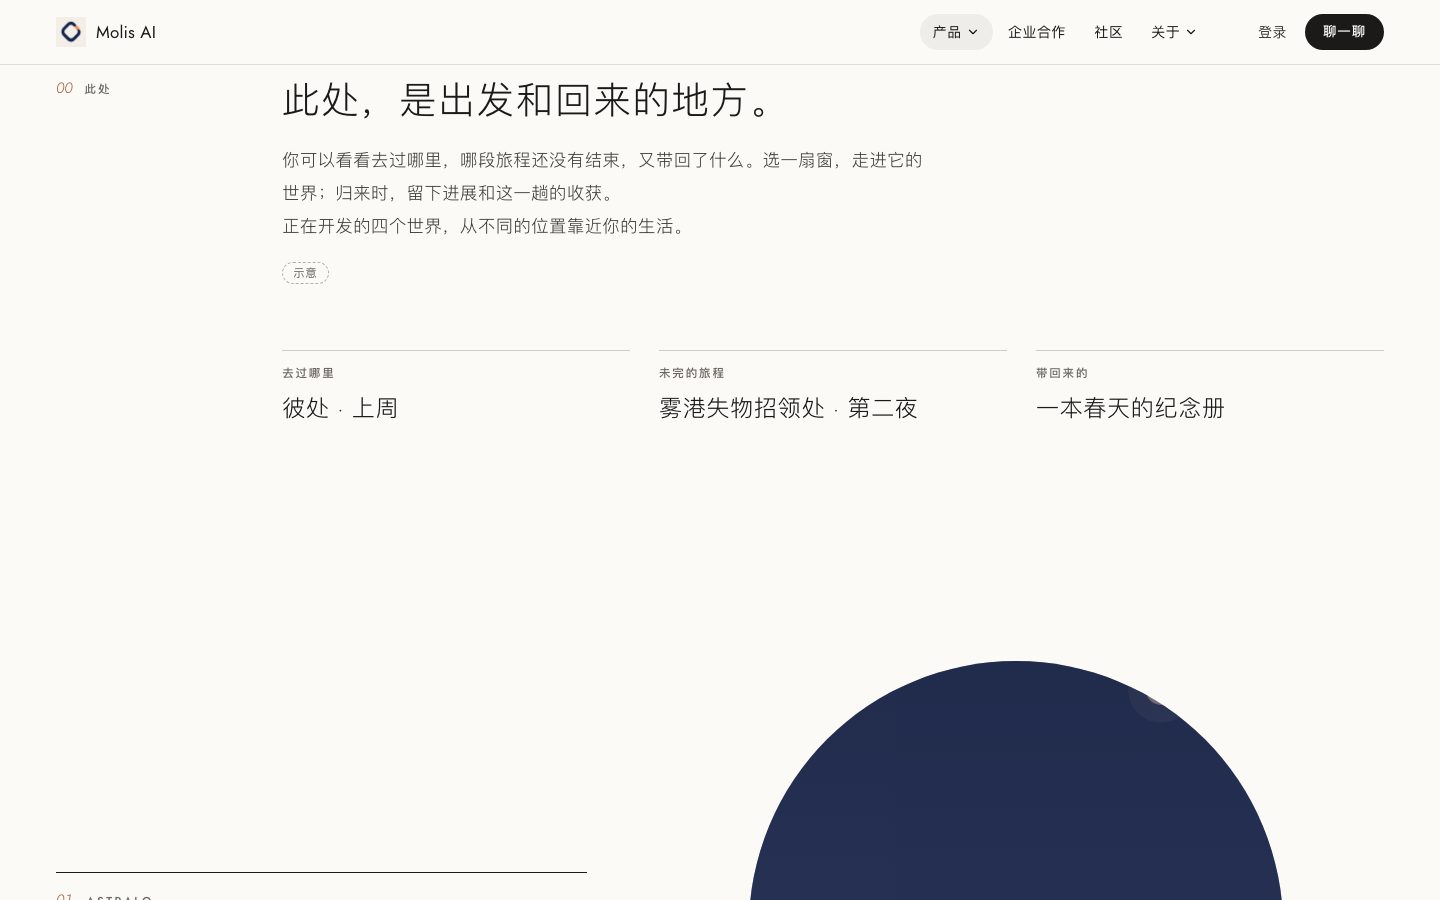 Molis AI
产品
企业合作
社区
关于
登录
聊一聊
00 此处
此处，是出发和回来的地方。
你可以看看去过哪里，哪段旅程还没有结束，又带回了什么。选一扇窗，走进它的
世界；归来时，留下进展和这一趟的收获。
正在开发的四个世界，从不同的位置靠近你的生活。
示意
去过哪里
彼处 · 上周
未完的旅程
雾港失物招领处 · 第二夜
带回来的
一本春天的纪念册
01 ASTRALO